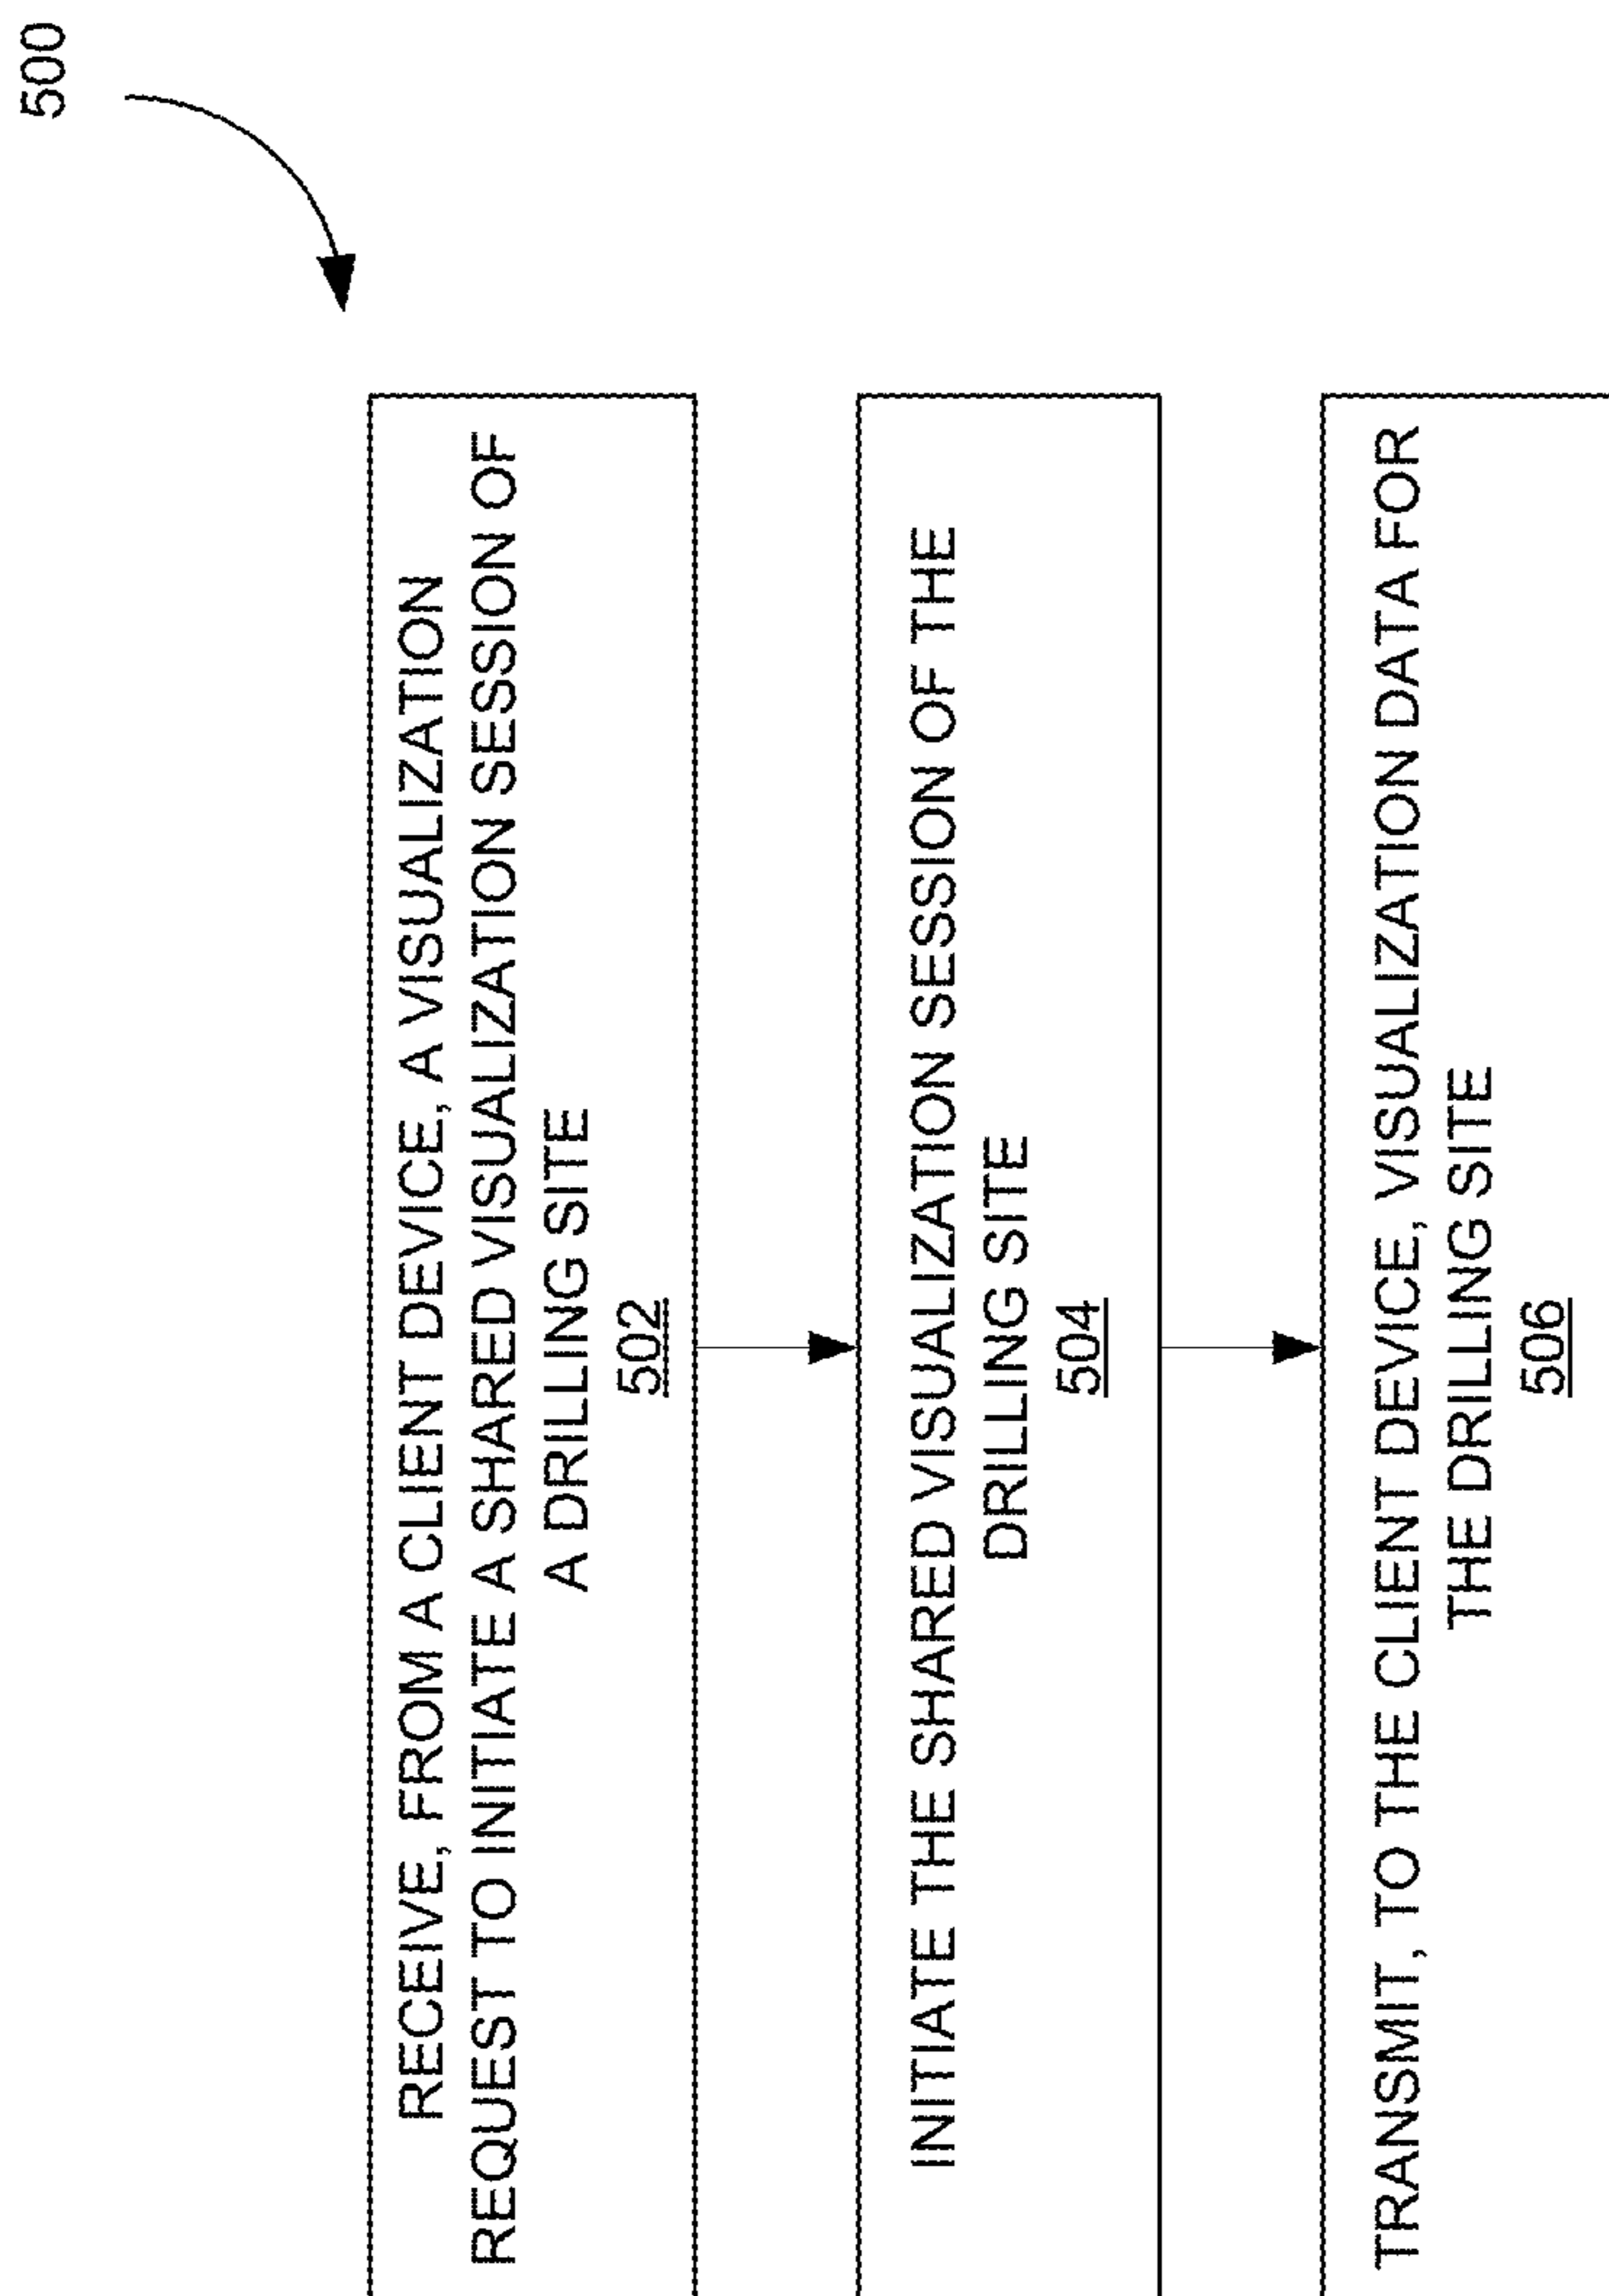 500
RECEIVE, FROM A CLIENT DEVICE, A VISUALIZATION
REQUEST TO INITIATE A SHARED VISUALIZATION SESSION OF
A DRILLING SITE
502
INITIATE THE SHARED VISUALIZATION SESSION OF THE
DRILLING SITE
504
TRANSMIT, TO THE CLIENT DEVICE, VISUALIZATION DATA FOR
THE DRILLING SITE
506